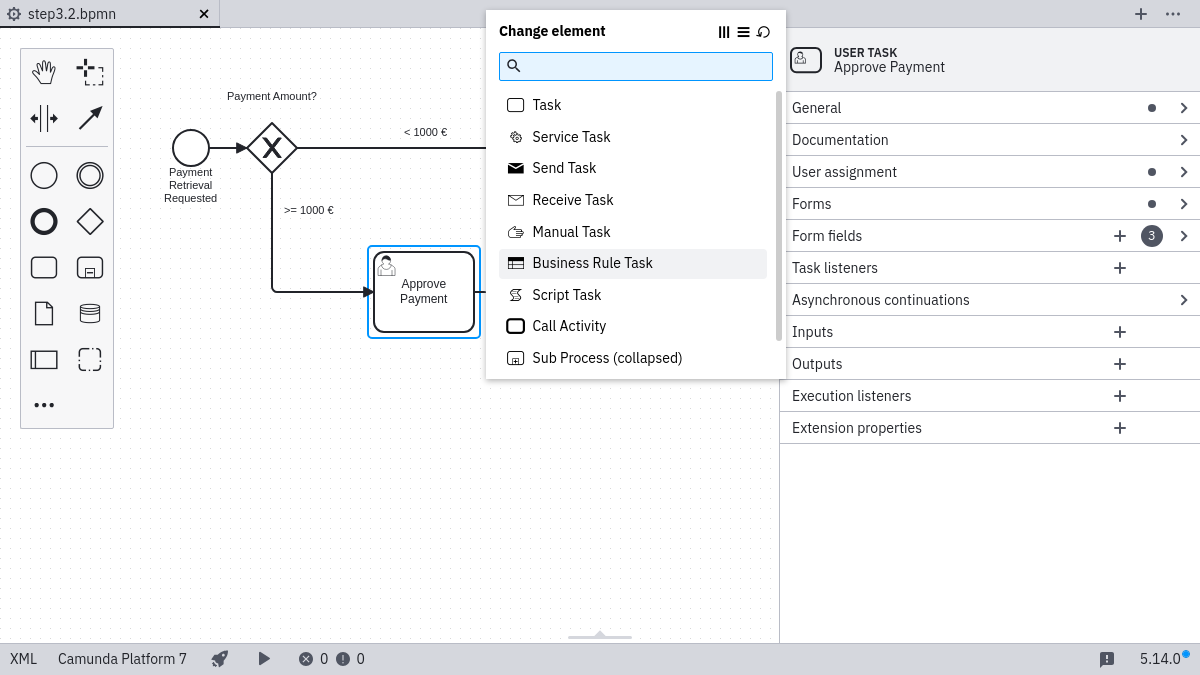 step3.2.bpmn
Change element
USER TASK
Approve Payment
Payment Amount?
< 1000 €
Payment
Retrieval
Requested
>= 1000 €
Approve
Payment
Task
Service Task
Send Task
Receive Task
Manual Task
Business Rule Task
Script Task
Call Activity
Sub Process (collapsed)
General
Documentation
User assignment
Forms
Form fields 3
Task listeners
Asynchronous continuations
Inputs
Outputs
Execution listeners
Extension properties
XML Camunda Platform 7 0 0 5.14.0